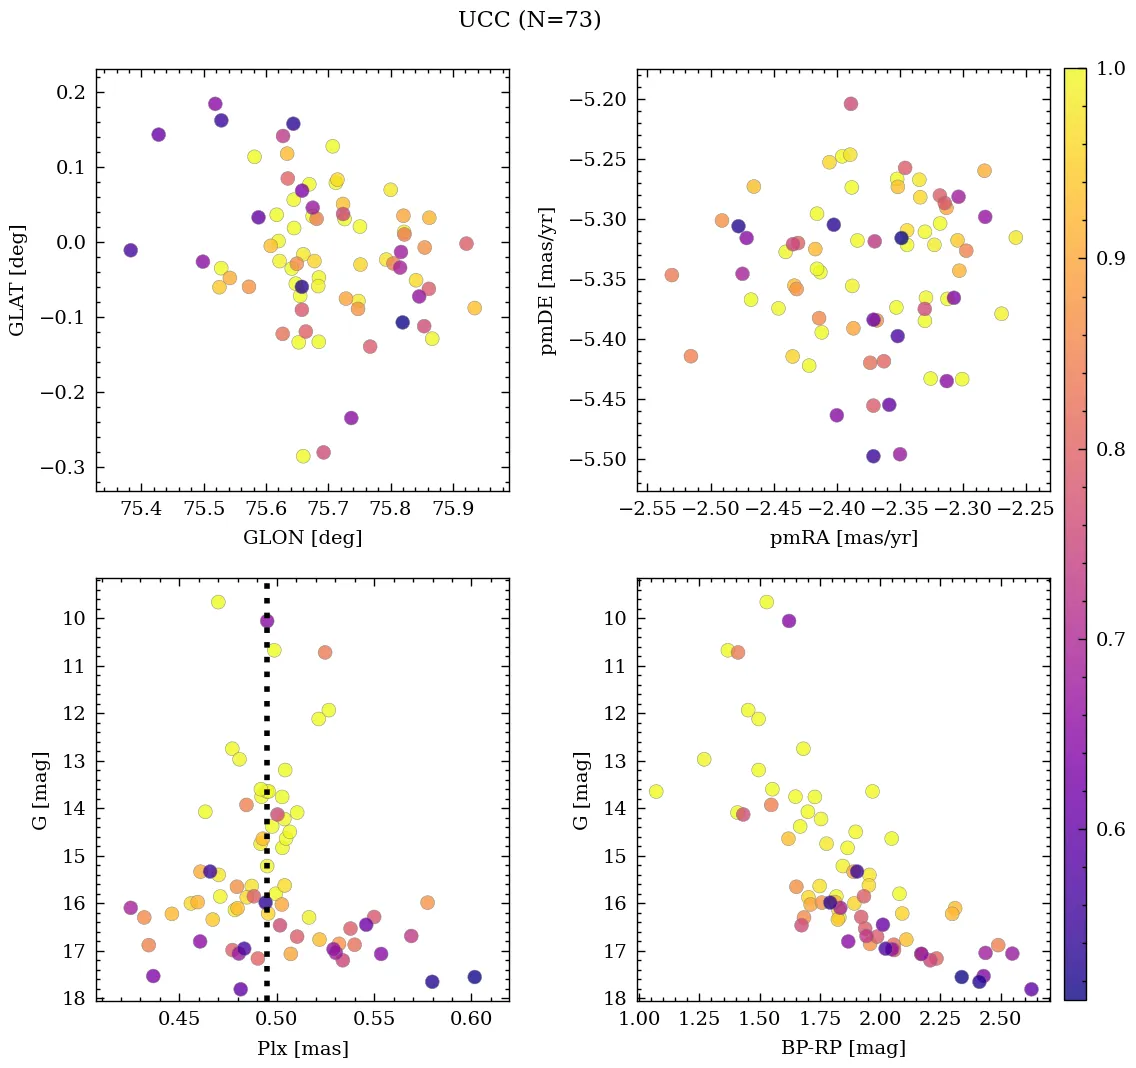 UCC (N=73)
0.2
0.1
0.0
−0.1
−0.2
−0.3
GLAT [deg]
75.4 75.5 75.6 75.7 75.8 75.9
GLON [deg]
−5.20
−5.25
−5.30
−5.35
−5.40
−5.45
−5.50
pmDE [mas/yr]
−2.55 −2.50 −2.45 −2.40 −2.35 −2.30 −2.25
pmRA [mas/yr]
10
11
12
13
14
15
16
17
18
G [mag]
0.45 0.50 0.55 0.60
Plx [mas]
10
11
12
13
14
15
16
17
18
G [mag]
1.00 1.25 1.50 1.75 2.00 2.25 2.50
BP-RP [mag]
1.0
0.9
0.8
0.7
0.6